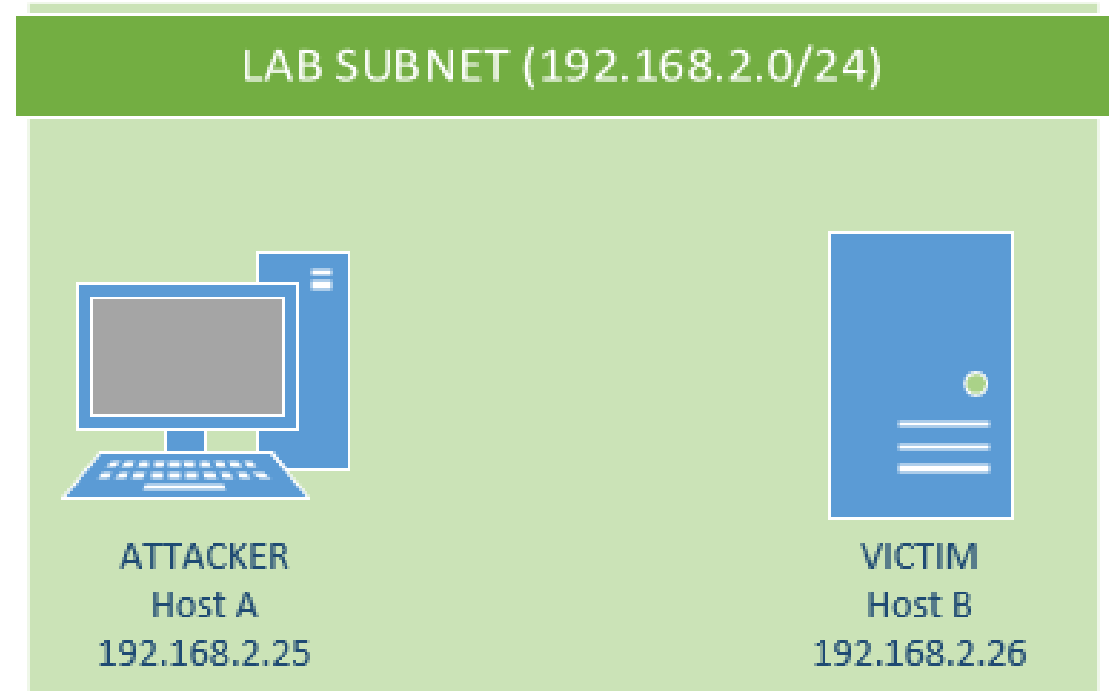 LAB SUBNET (192.168.2.0/24)
ATTACKER
Host A
192.168.2.25
VICTIM
Host B
192.168.2.26